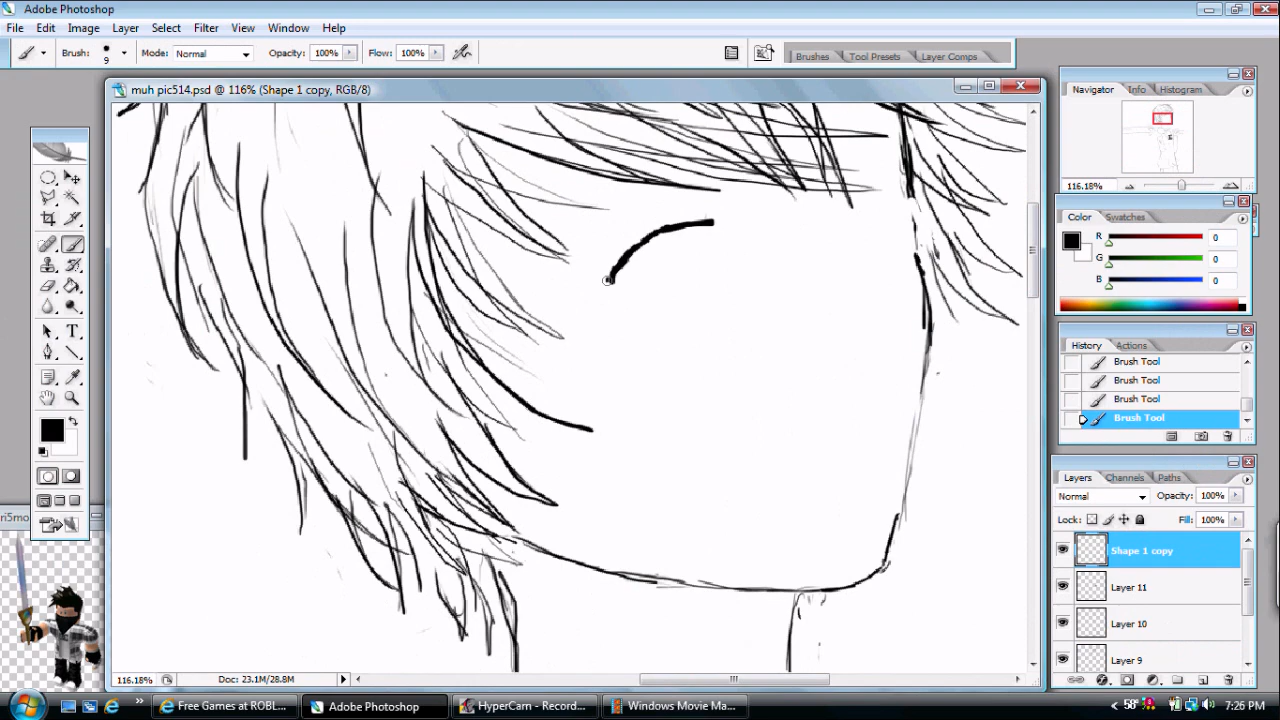 Adobe Photoshop
File Edit Image Layer Select Filter View Window Help
Brush: 9 Mode: Normal Opacity: 100% Flow: 100% Brushes Tool Presets Layer Comps
muh pic514.psd @ 116% (Shape 1 copy, RGB/8)
Navigator Info Histogram
116.18%
Color Swatches
R 0
G 0
B 0
History Actions
Brush Tool
Brush Tool
Brush Tool
Brush Tool
Layers Channels Paths
Normal Opacity: 100%
Lock: Fill: 100%
Shape 1 copy
Layer 11
Layer 10
Layer 9
T
ri5mo
116.18% Doc: 23.1M/28.8M
Free Games at ROBL... Adobe Photoshop HyperCam - Recor... Windows Movie Ma... 58° 7:26 PM